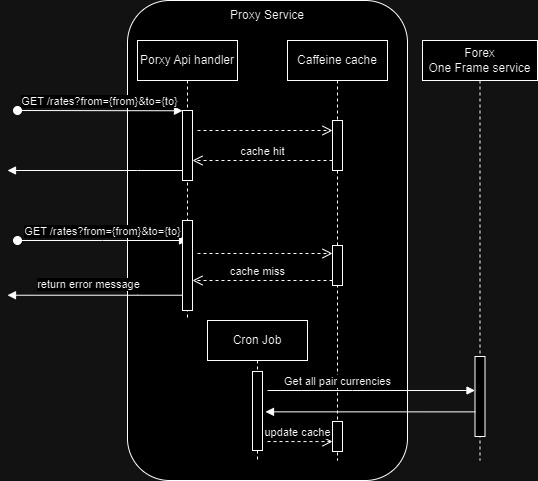 Proxy Service
Porxy Api handler
Caffeine cache
Forex
One Frame service
GET /rates?from={from}&to={to}
cache hit
GET /rates?from={from}&to={to}
cache miss
return error message
Cron Job
Get all pair currencies
update cache